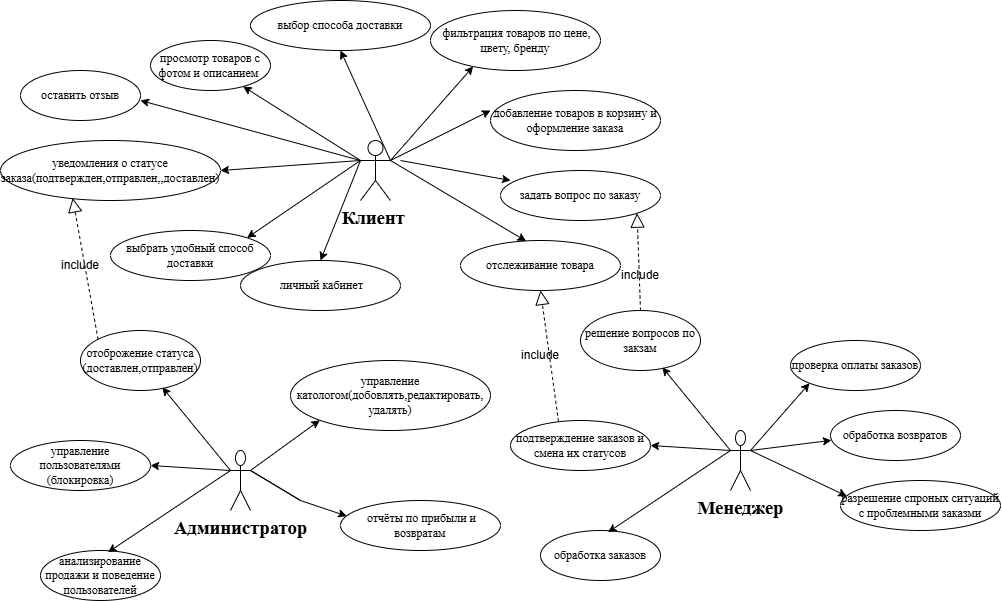 выбор способа доставки
фильтрация товаров по цене,
цвету, бренду
просмотр товаров с
фотом и описанием
оставить отзыв
добавление товаров в корзину и
оформление заказа
уведомления о статусе
заказа(подтвержден,отправлен,,доставлен)
задать вопрос по заказу
Клиент
выбрать удобный способ
доставки
отслеживание товара
личный кабинет
include
include
include
отоброжение статуса
(доставлен,отправлен)
решение вопросов по
закзам
управление
катологом(добовлять,редактировать,
удалять)
проверка оплаты заказов
подтверждение заказов и
смена их статусов
обработка возвратов
управление
пользователями
(блокировка)
разрешение спроных ситуаций
с проблемными заказми
Администратор
Менеджер
отчёты по прибыли и
возвратам
обработка заказов
анализирование
продажи и поведение
пользователей